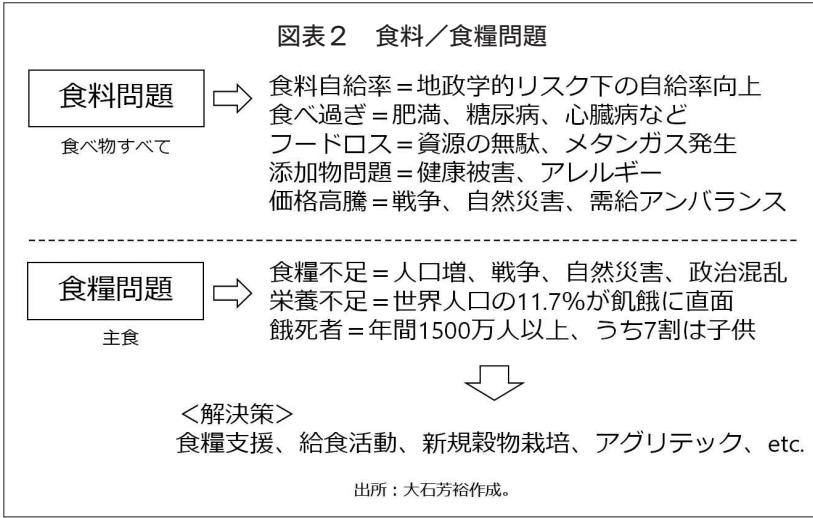 図表2　食料／食糧問題
食料問題
食べ物すべて
食料自給率＝地政学的リスク下の自給率向上
食べ過ぎ＝肥満、糖尿病、心臓病など
フードロス＝資源の無駄、メタンガス発生
添加物問題＝健康被害、アレルギー
価格高騰＝戦争、自然災害、需給アンバランス
食糧問題
主食
食糧不足＝人口増、戦争、自然災害、政治混乱
栄養不足＝世界人口の11.7%が飢餓に直面
餓死者＝年間1500万人以上、うち7割は子供
＜解決策＞
食糧支援、給食活動、新規穀物栽培、アグリテック、etc.
出所：大石芳裕作成。